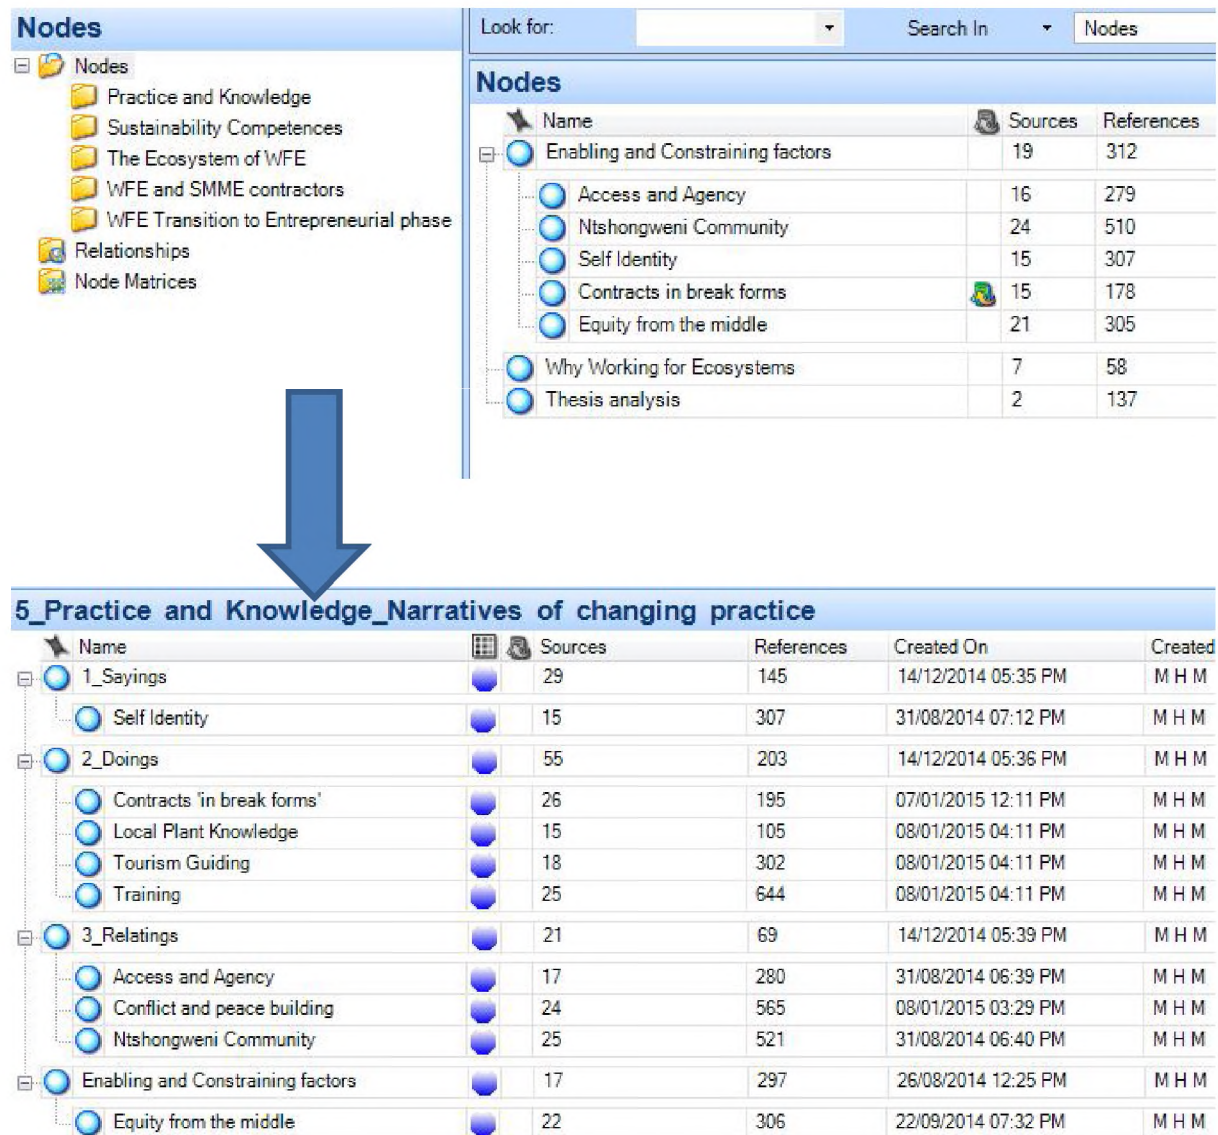 Nodes
Nodes
Practice and Knowledge
Sustainability Competences
The Ecosystem of WFE
WFE and SMME contractors
WFE Transition to Entrepreneurial phase
Relationships
Node Matrices
Look for: Search In Nodes
Nodes
Name Sources References
Enabling and Constraining factors 19 312
Access and Agency 16 279
Ntshongweni Community 24 510
Self Identity 15 307
Contracts in break forms 15 178
Equity from the middle 21 305
Why Working for Ecosystems 7 58
Thesis analysis 2 137
5_Practice and Knowledge_Narratives of changing practice
Name Sources References Created On Created
1_Sayings 29 145 14/12/2014 05:35 PM M H M
Self Identity 15 307 31/08/2014 07:12 PM M H M
2_Doings 55 203 14/12/2014 05:36 PM M H M
Contracts 'in break forms' 26 195 07/01/2015 12:11 PM M H M
Local Plant Knowledge 15 105 08/01/2015 04:11 PM M H M
Tourism Guiding 18 302 08/01/2015 04:11 PM M H M
Training 25 644 08/01/2015 04:11 PM M H M
3_Relatings 21 69 14/12/2014 05:39 PM M H M
Access and Agency 17 280 31/08/2014 06:39 PM M H M
Conflict and peace building 24 565 08/01/2015 03:29 PM M H M
Ntshongweni Community 25 521 31/08/2014 06:40 PM M H M
Enabling and Constraining factors 17 297 26/08/2014 12:25 PM M H M
Equity from the middle 22 306 22/09/2014 07:32 PM M H M